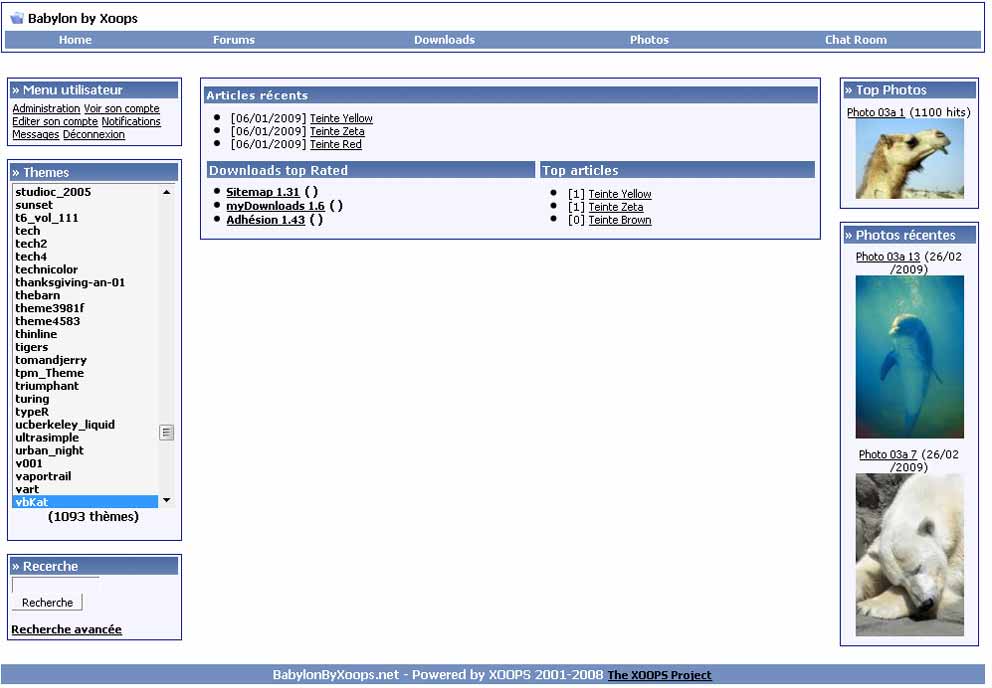 Babylon by Xoops
Home Forums Downloads Photos Chat Room
» Menu utilisateur
Administration Voir son compte
Editer son compte Notifications
Messages Déconnexion
» Themes
studioc_2005
sunset
t6_vol_111
tech
tech2
tech4
technicolor
thanksgiving-an-01
thebarn
theme3981f
theme4583
thinline
tigers
tomandjerry
tpm_Theme
triumphant
turing
typeR
ucberkeley_liquid
ultrasimple
urban_night
v001
vaportrail
vart
vbKat
(1093 thèmes)
» Recerche
Recherche
Recherche avancée
Articles récents
[06/01/2009] Teinte Yellow
[06/01/2009] Teinte Zeta
[06/01/2009] Teinte Red
Downloads top Rated
Sitemap 1.31 ( )
myDownloads 1.6 ( )
Adhésion 1.43 ( )
Top articles
[1] Teinte Yellow
[1] Teinte Zeta
[0] Teinte Brown
» Top Photos
Photo 03a 1 (1100 hits)
» Photos récentes
Photo 03a 13 (26/02
/2009)
Photo 03a 7 (26/02
/2009)
BabylonByXoops.net - Powered by XOOPS 2001-2008 The XOOPS Project